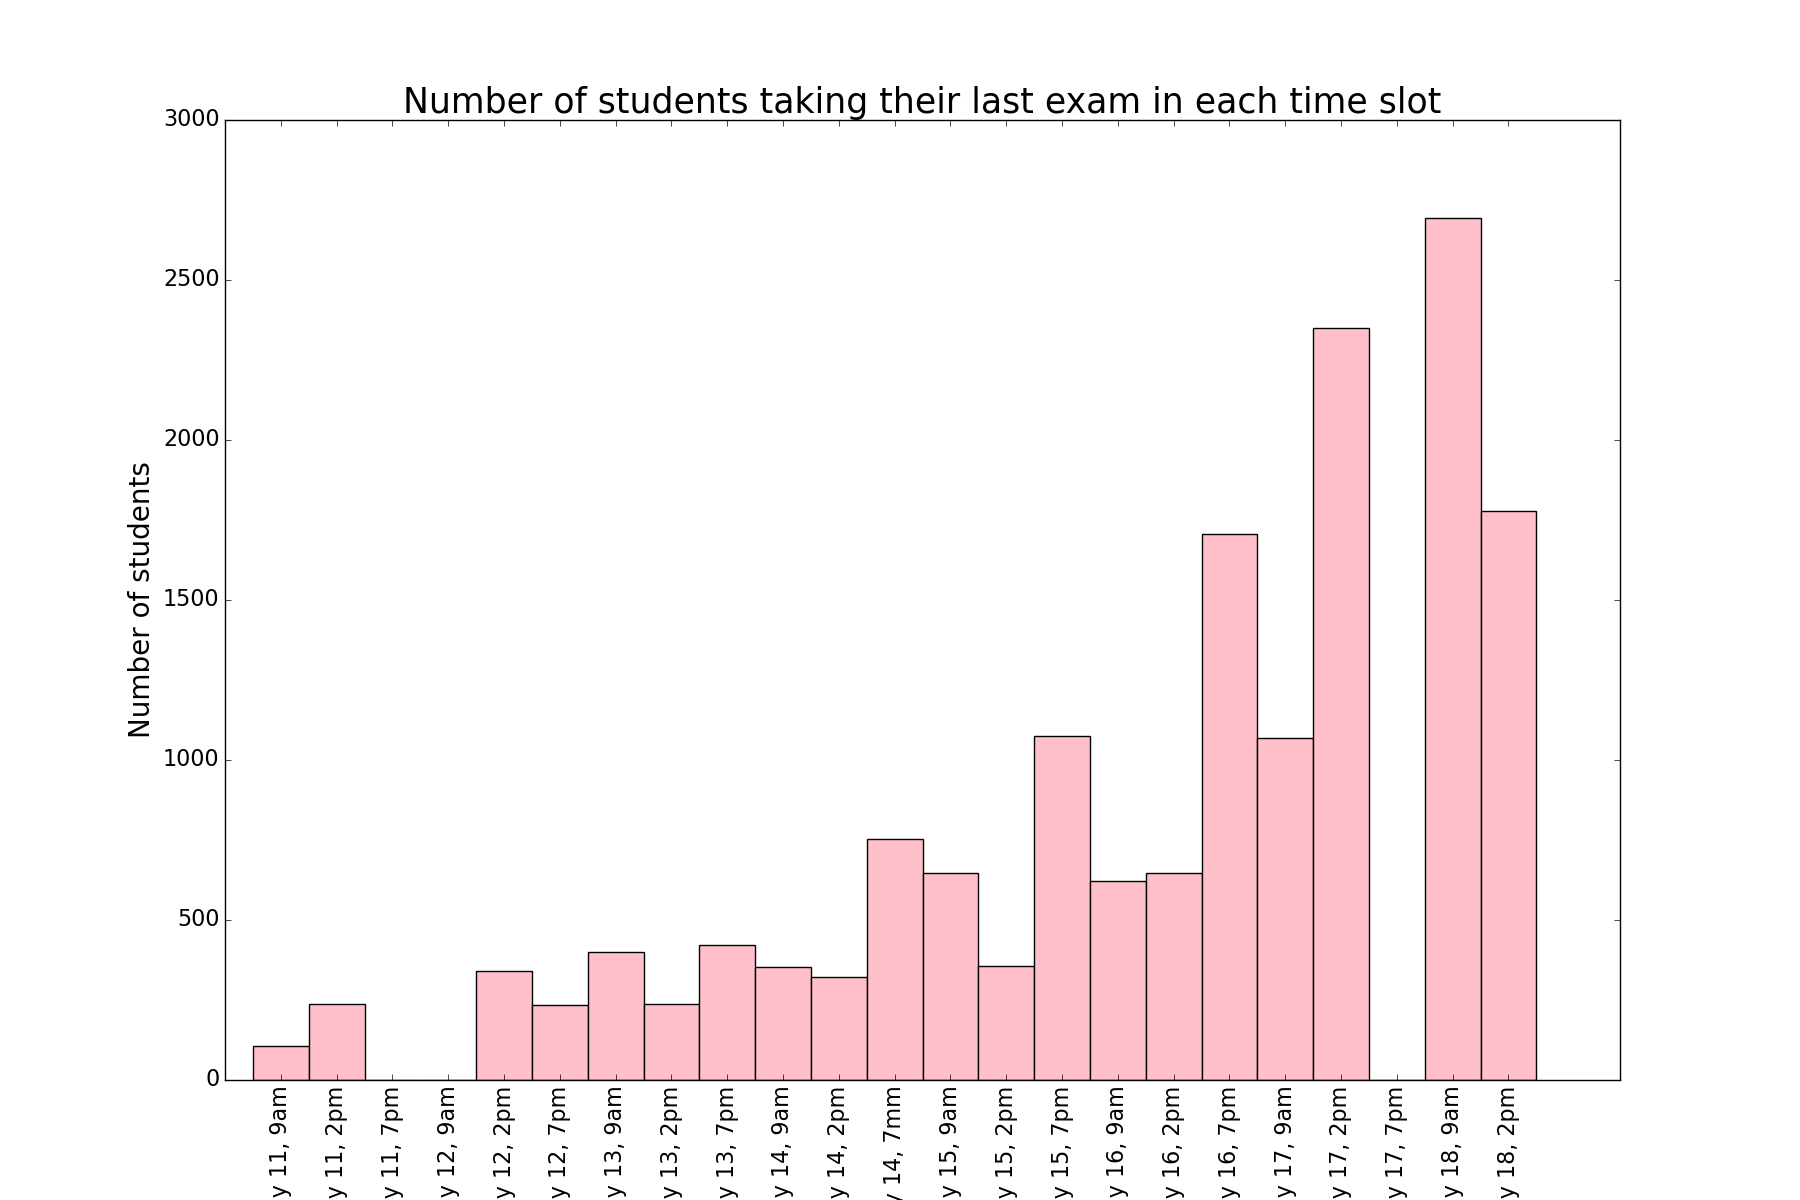 Number of students taking their last exam in each time slot
Number of students
3000
2500
2000
1500
1000
500
0
y 11, 9am
y 11, 2pm
y 11, 7pm
y 12, 9am
y 12, 2pm
y 12, 7pm
y 13, 9am
y 13, 2pm
y 13, 7pm
y 14, 9am
y 14, 2pm
y 14, 7mm
y 15, 9am
y 15, 2pm
y 15, 7pm
y 16, 9am
y 16, 2pm
y 16, 7pm
y 17, 9am
y 17, 2pm
y 17, 7pm
y 18, 9am
y 18, 2pm